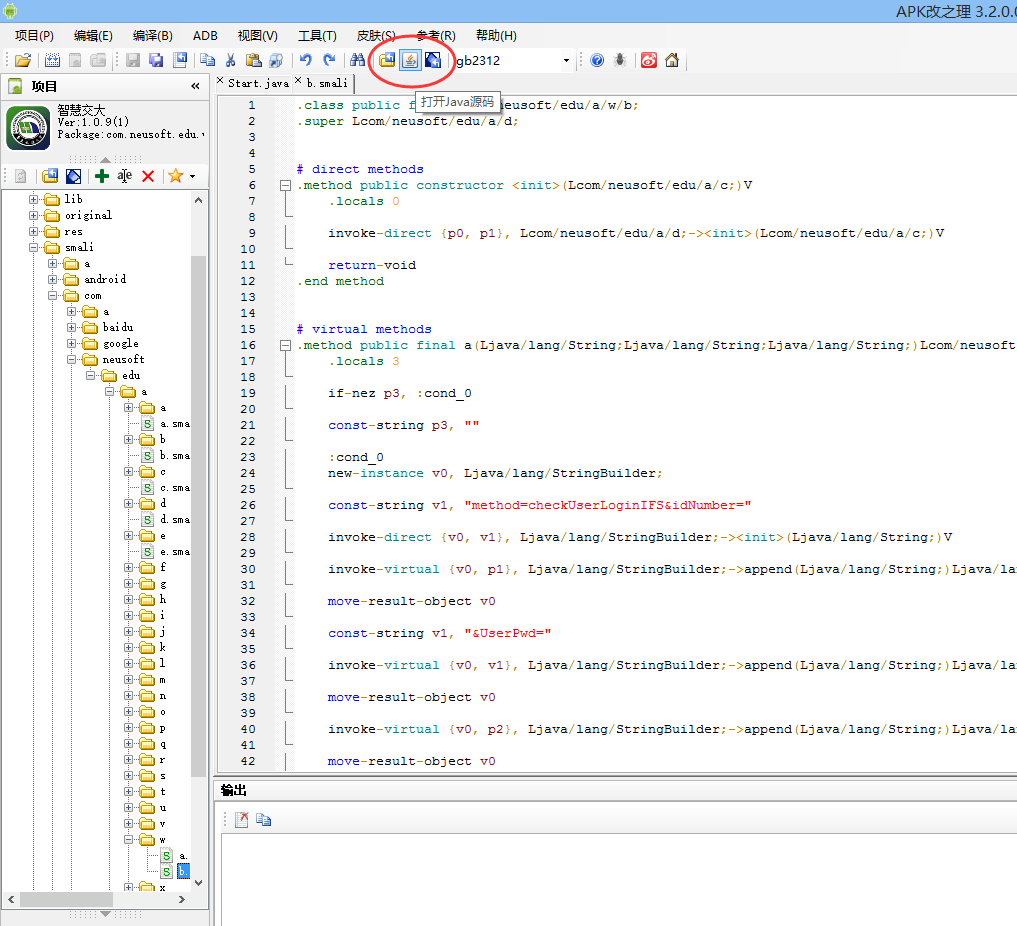 APK改之理 3.2.0.0
项目(P) 编辑(E) 编译(B) ADB 视图(V) 工具(T) 皮肤(S) 参考(R) 帮助(H)
gb2312
项目
智慧交大
Ver:1.0.9(1)
Package:com.neusoft.edu.
lib
original
res
smali
a
android
com
a
baidu
google
neusoft
edu
a
a
a.sma
b
b.sma
c
c.sma
d
d.sma
e
e.sma
f
g
h
i
j
k
l
m
n
o
p
q
r
s
t
u
v
w
a.
b.
x
Start.java b.smali
打开Java源码
1 .class public f neusoft/edu/a/w/b;
2 .super Lcom/neusoft/edu/a/d;
3
4
5 # direct methods
6 .method public constructor <init>(Lcom/neusoft/edu/a/c;)V
7 .locals 0
8
9 invoke-direct {p0, p1}, Lcom/neusoft/edu/a/d;-><init>(Lcom/neusoft/edu/a/c;)V
10
11 return-void
12 .end method
13
14
15 # virtual methods
16 .method public final a(Ljava/lang/String;Ljava/lang/String;Ljava/lang/String;)Lcom/neusoft
17 .locals 3
18
19 if-nez p3, :cond_0
20
21 const-string p3, ""
22
23 :cond_0
24 new-instance v0, Ljava/lang/StringBuilder;
25
26 const-string v1, "method=checkUserLoginIFS&idNumber="
27
28 invoke-direct {v0, v1}, Ljava/lang/StringBuilder;-><init>(Ljava/lang/String;)V
29
30 invoke-virtual {v0, p1}, Ljava/lang/StringBuilder;->append(Ljava/lang/String;)Ljava/la
31
32 move-result-object v0
33
34 const-string v1, "&UserPwd="
35
36 invoke-virtual {v0, v1}, Ljava/lang/StringBuilder;->append(Ljava/lang/String;)Ljava/la
37
38 move-result-object v0
39
40 invoke-virtual {v0, p2}, Ljava/lang/StringBuilder;->append(Ljava/lang/String;)Ljava/la
41
42 move-result-object v0
输出